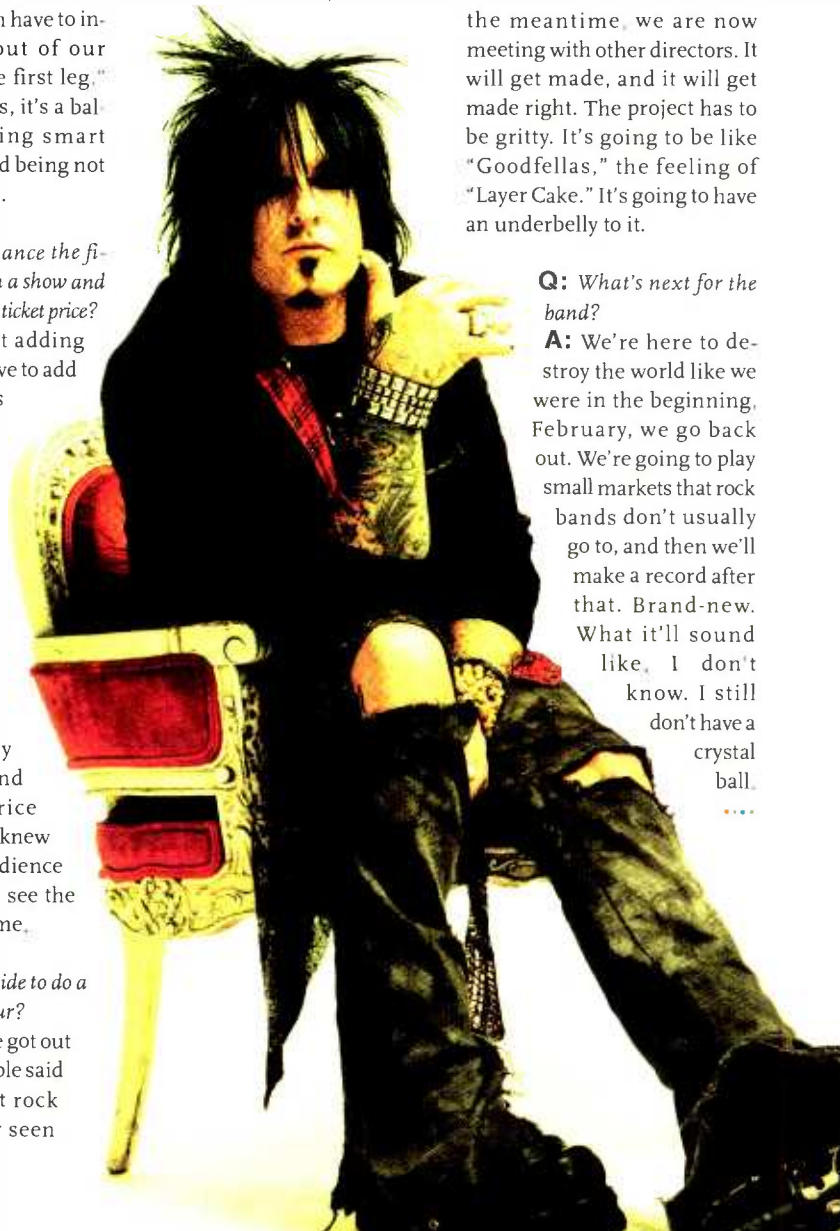 have to in-
out of our
first leg."
s, it's a bal-
ing smart
d being not
.
ance the fi-
a show and
ticket price?
t adding
ve to add
s
y
nd
rice
knew
dience
see the
me.
ide to do a
ur?
e got out
ple said
t rock
seen
the meantime, we are now
meeting with other directors. It
will get made, and it will get
made right. The project has to
be gritty. It's going to be like
"Goodfellas," the feeling of
"Layer Cake." It's going to have
an underbelly to it.
Q: What's next for the
band?
A: We're here to de-
stroy the world like we
were in the beginning,
February, we go back
out. We're going to play
small markets that rock
bands don't usually
go to, and then we'll
make a record after
that. Brand-new.
What it'll sound
like, I don't
know. I still
don't have a
crystal
ball.